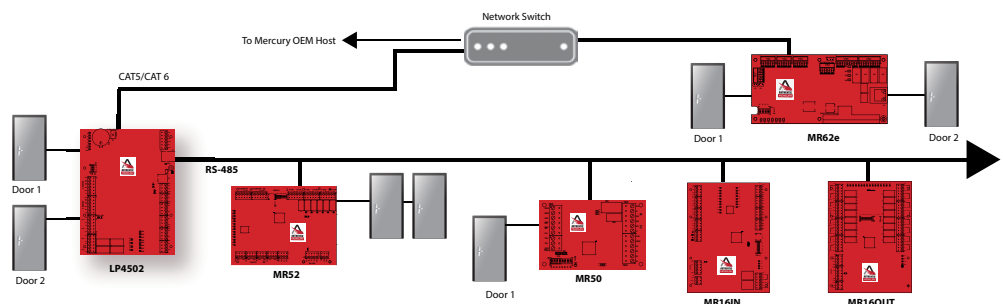 Network Switch
To Mercury OEM Host
CAT5/CAT 6
Door 1
MR62e
Door 2
Door 1
RS-485
LP4502
Door 2
MR52
Door 1
MR50
MR16IN
MR16OUT